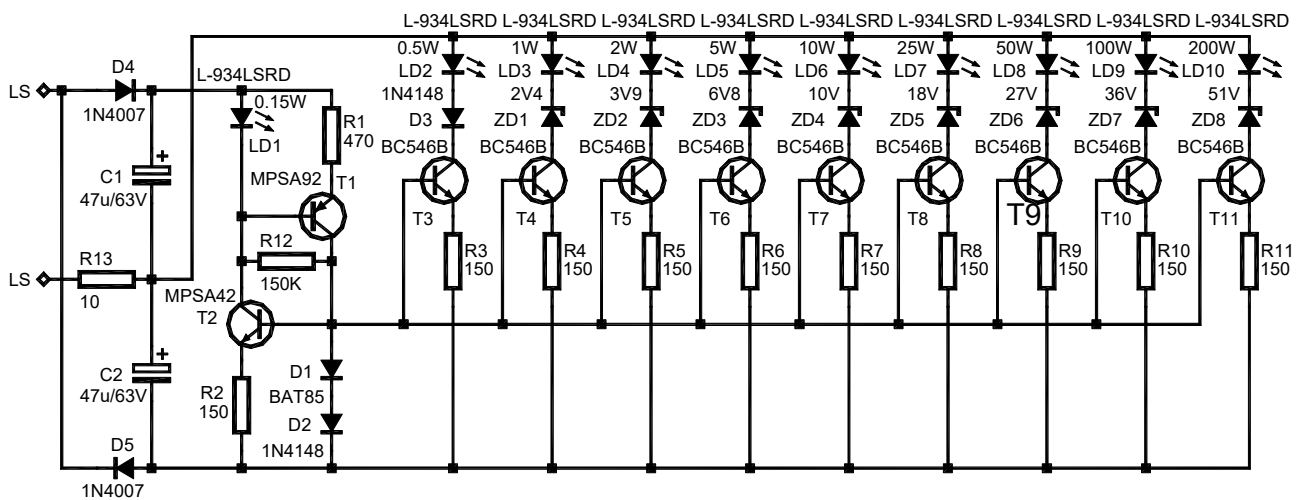 L-934LSRD L-934LSRD L-934LSRD L-934LSRD L-934LSRD L-934LSRD L-934LSRD L-934LSRD L-934LSRD
0.5W 1W 2W 5W 10W 25W 50W 100W 200W
D4 LD2 LD3 LD4 LD5 LD6 LD7 LD8 LD9 LD10
L-934LSRD
LS 1N4148 2V4 3V9 6V8 10V 18V 27V 36V 51V
0.15W
1N4007 D3 ZD1 ZD2 ZD3 ZD4 ZD5 ZD6 ZD7 ZD8
R1
470
LD1 BC546B BC546B BC546B BC546B BC546B BC546B BC546B BC546B BC546B
+
C1 MPSA92 T1
47u/63V
T3 T4 T5 T6 T7 T8 T9 T10 T11
R12 R3 R4 R5 R6 R7 R8 R9 R10 R11
R13 150 150 150 150 150 150 150 150 150
LS 150K
10 MPSA42
T2
+
C2 D1
47u/63V R2 BAT85
150 D2
D5 1N4148
1N4007